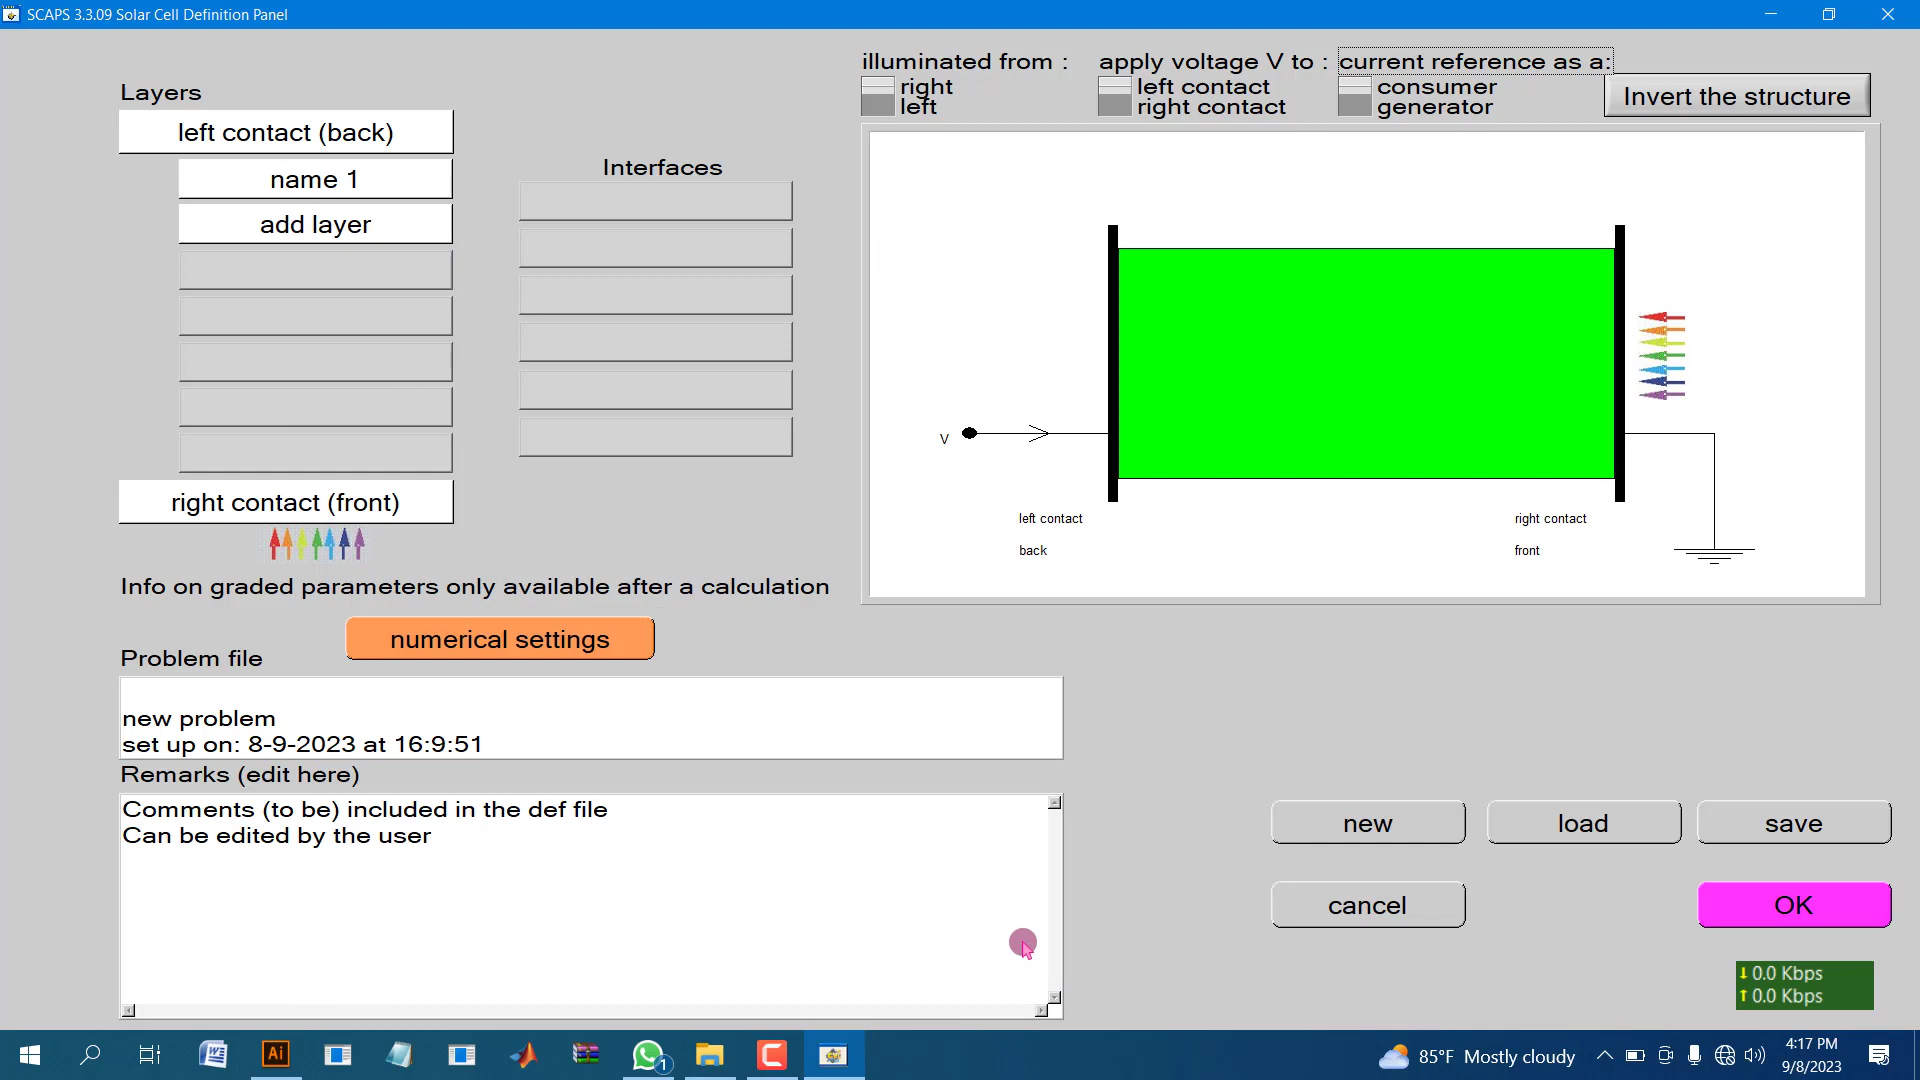 SCAPS 3.3.09 Solar Cell Definition Panel
illuminated from :
right
left
apply voltage V to :
left contact
right contact
current reference as a:
consumer
generator
Invert the structure
Layers
left contact (back)
name 1
add layer
right contact (front)
Interfaces
V
left contact
back
right contact
front
Info on graded parameters only available after a calculation
numerical settings
Problem file
new problem
set up on: 8-9-2023 at 16:9:51
Remarks (edit here)
Comments (to be) included in the def file
Can be edited by the user
new
load
save
cancel
OK
0.0 Kbps
0.0 Kbps
Ai
1
85°F Mostly cloudy
4:17 PM
9/8/2023